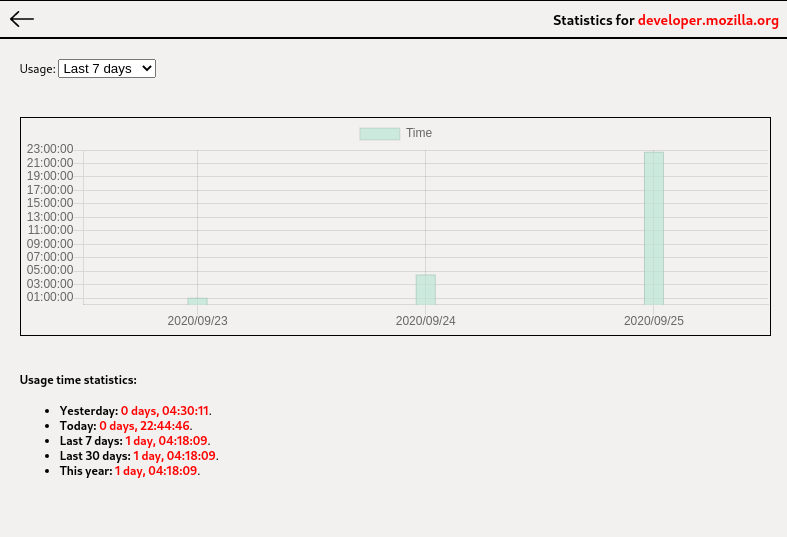 Statistics for developer.mozilla.org
Usage: Last 7 days
Time
23:00:00
21:00:00
19:00:00
17:00:00
15:00:00
13:00:00
11:00:00
09:00:00
07:00:00
05:00:00
03:00:00
01:00:00
2020/09/23 2020/09/24 2020/09/25
Usage time statistics:
Yesterday: 0 days, 04:30:11.
Today: 0 days, 22:44:46.
Last 7 days: 1 day, 04:18:09.
Last 30 days: 1 day, 04:18:09.
This year: 1 day, 04:18:09.